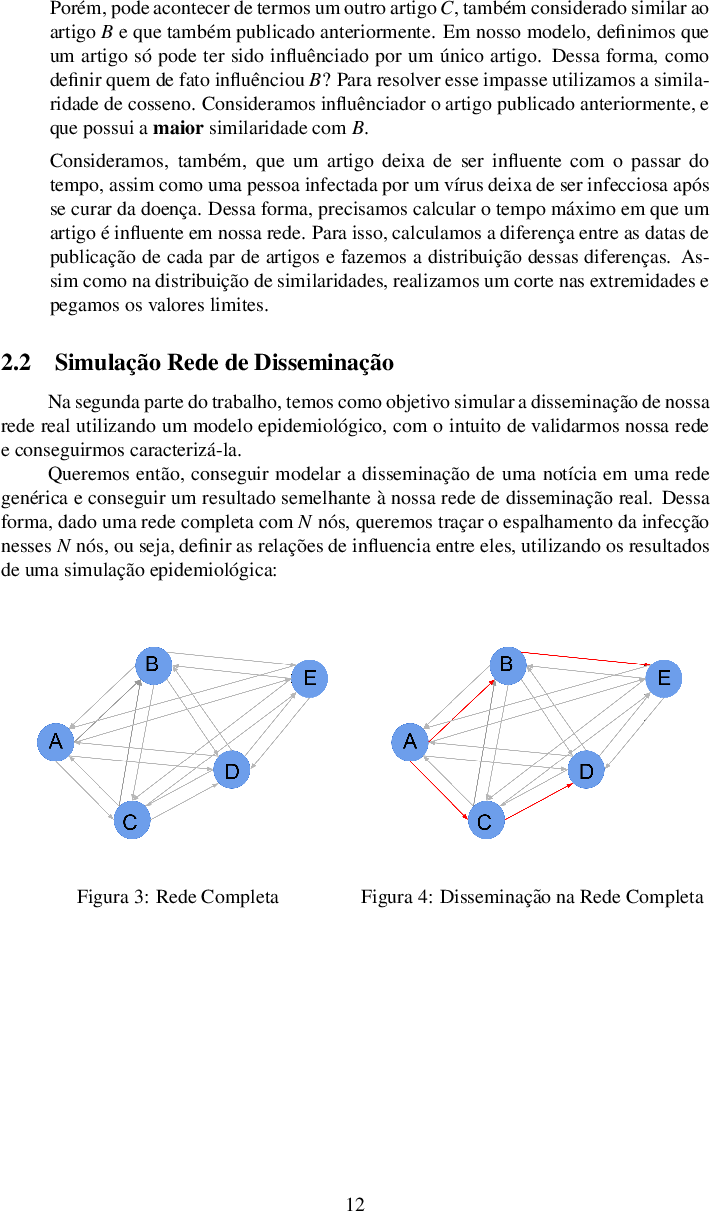 Porém, pode acontecer de termos um outro artigo C, também considerado similar ao
artigo B e que também publicado anteriormente. Em nosso modelo, definimos que
um artigo só pode ter sido influênciado por um único artigo. Dessa forma, como
definir quem de fato influênciou B? Para resolver esse impasse utilizamos a simila-
ridade de cosseno. Consideramos influênciador o artigo publicado anteriormente, e
que possui a maior similaridade com B.
Consideramos, também, que um artigo deixa de ser influente com o passar do
tempo, assim como uma pessoa infectada por um vírus deixa de ser infecciosa após
se curar da doença. Dessa forma, precisamos calcular o tempo máximo em que um
artigo é influente em nossa rede. Para isso, calculamos a diferença entre as datas de
publicação de cada par de artigos e fazemos a distribuição dessas diferenças. As-
sim como na distribuição de similaridades, realizamos um corte nas extremidades e
pegamos os valores limites.
2.2 Simulação Rede de Disseminação
Na segunda parte do trabalho, temos como objetivo simular a disseminação de nossa
rede real utilizando um modelo epidemiológico, com o intuito de validarmos nossa rede
e conseguirmos caracterizá-la.
Queremos então, conseguir modelar a disseminação de uma notícia em uma rede
genérica e conseguir um resultado semelhante à nossa rede de disseminação real. Dessa
forma, dado uma rede completa com N nós, queremos traçar o espalhamento da infecção
nesses N nós, ou seja, definir as relações de influencia entre eles, utilizando os resultados
de uma simulação epidemiológica:
B
E
A
D
C
B
E
A
D
C
Figura 3: Rede Completa
Figura 4: Disseminação na Rede Completa
12